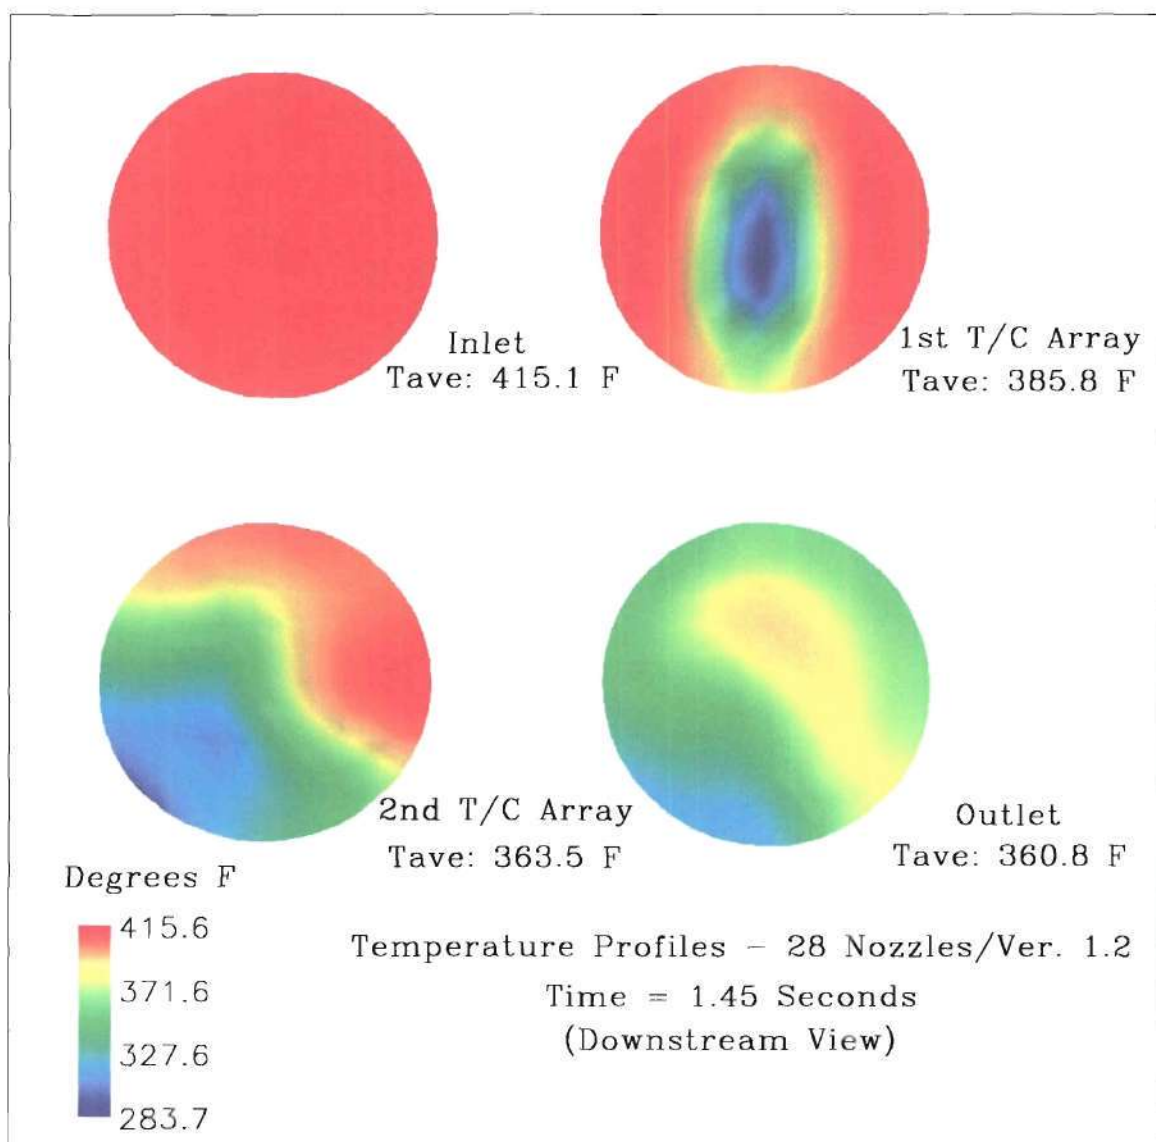 Inlet
Tave: 415.1 F
1st T/C Array
Tave: 385.8 F
2nd T/C Array
Tave: 363.5 F
Outlet
Tave: 360.8 F
Degrees F
415.6
371.6
327.6
283.7
Temperature Profiles - 28 Nozzles/Ver. 1.2
Time = 1.45 Seconds
(Downstream View)